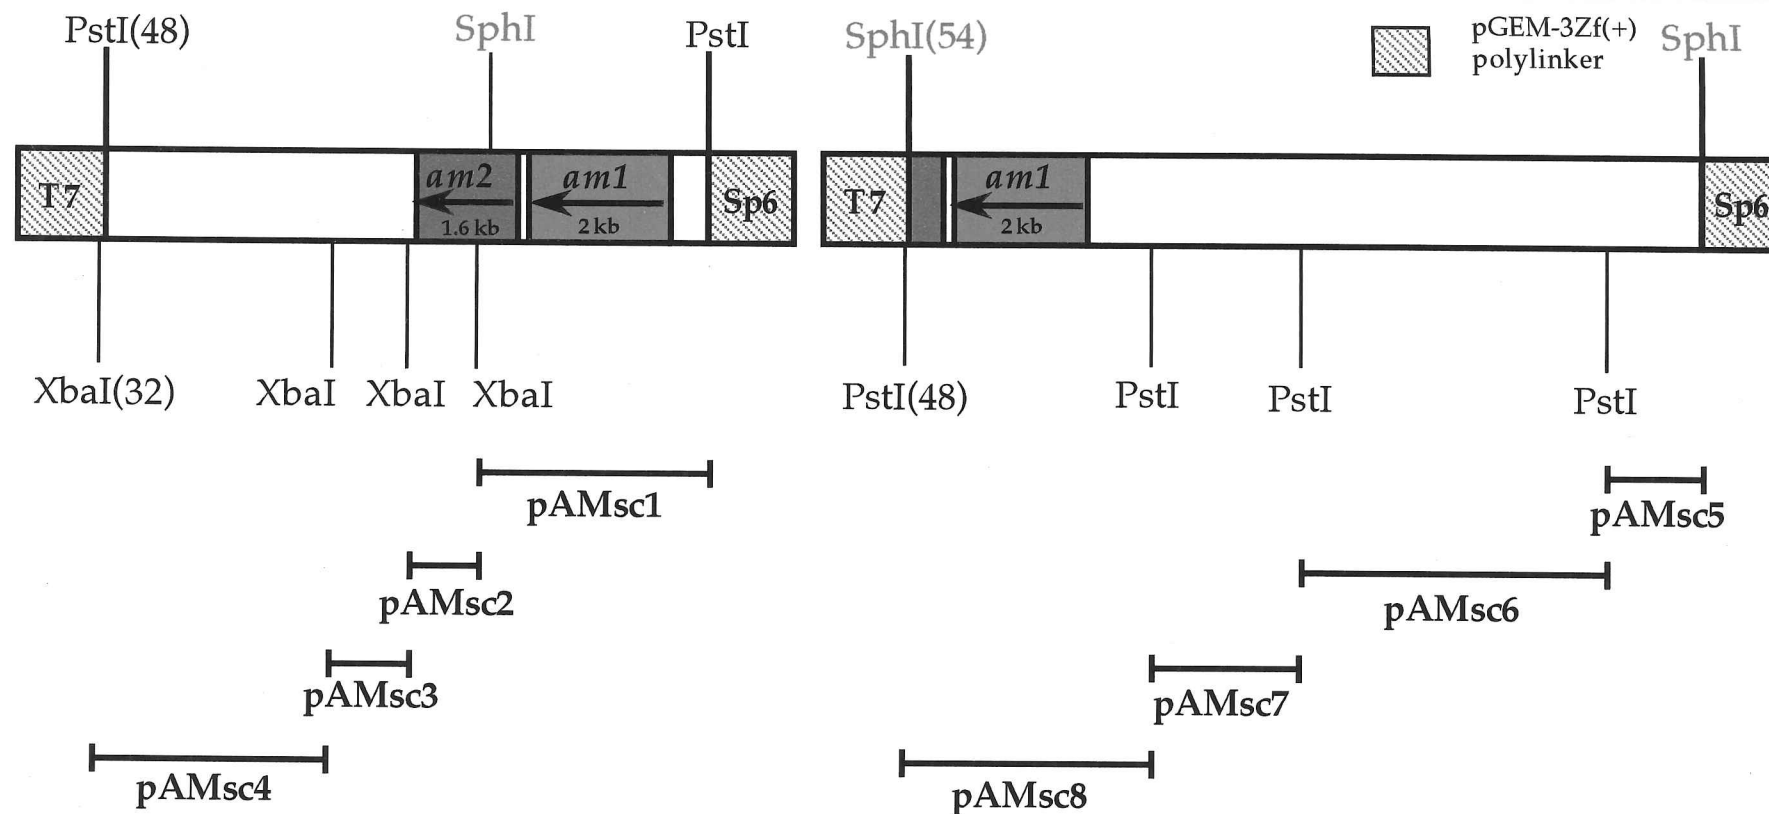 PstI(48)
SphI
PstI
SphI(54)
pGEM-3Zf(+)
polylinker
SphI
T7
am2
1.6 kb
am1
2 kb
Sp6
T7
am1
2 kb
Sp6
XbaI(32)
XbaI
XbaI
XbaI
PstI(48)
PstI
PstI
PstI
pAMsc1
pAMsc5
pAMsc2
pAMsc6
pAMsc3
pAMsc7
pAMsc4
pAMsc8